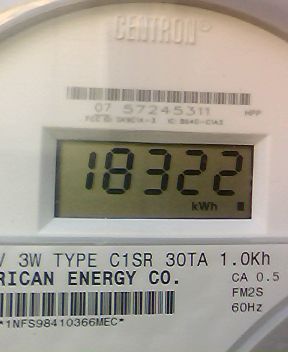 CENTRON®
07 57245311 HPP
18322
kWh
V 3W TYPE C1SR 30TA 1.0Kh
RICAN ENERGY CO. CA 0.5
FM2S
*1NFS98410366MEC* 60Hz